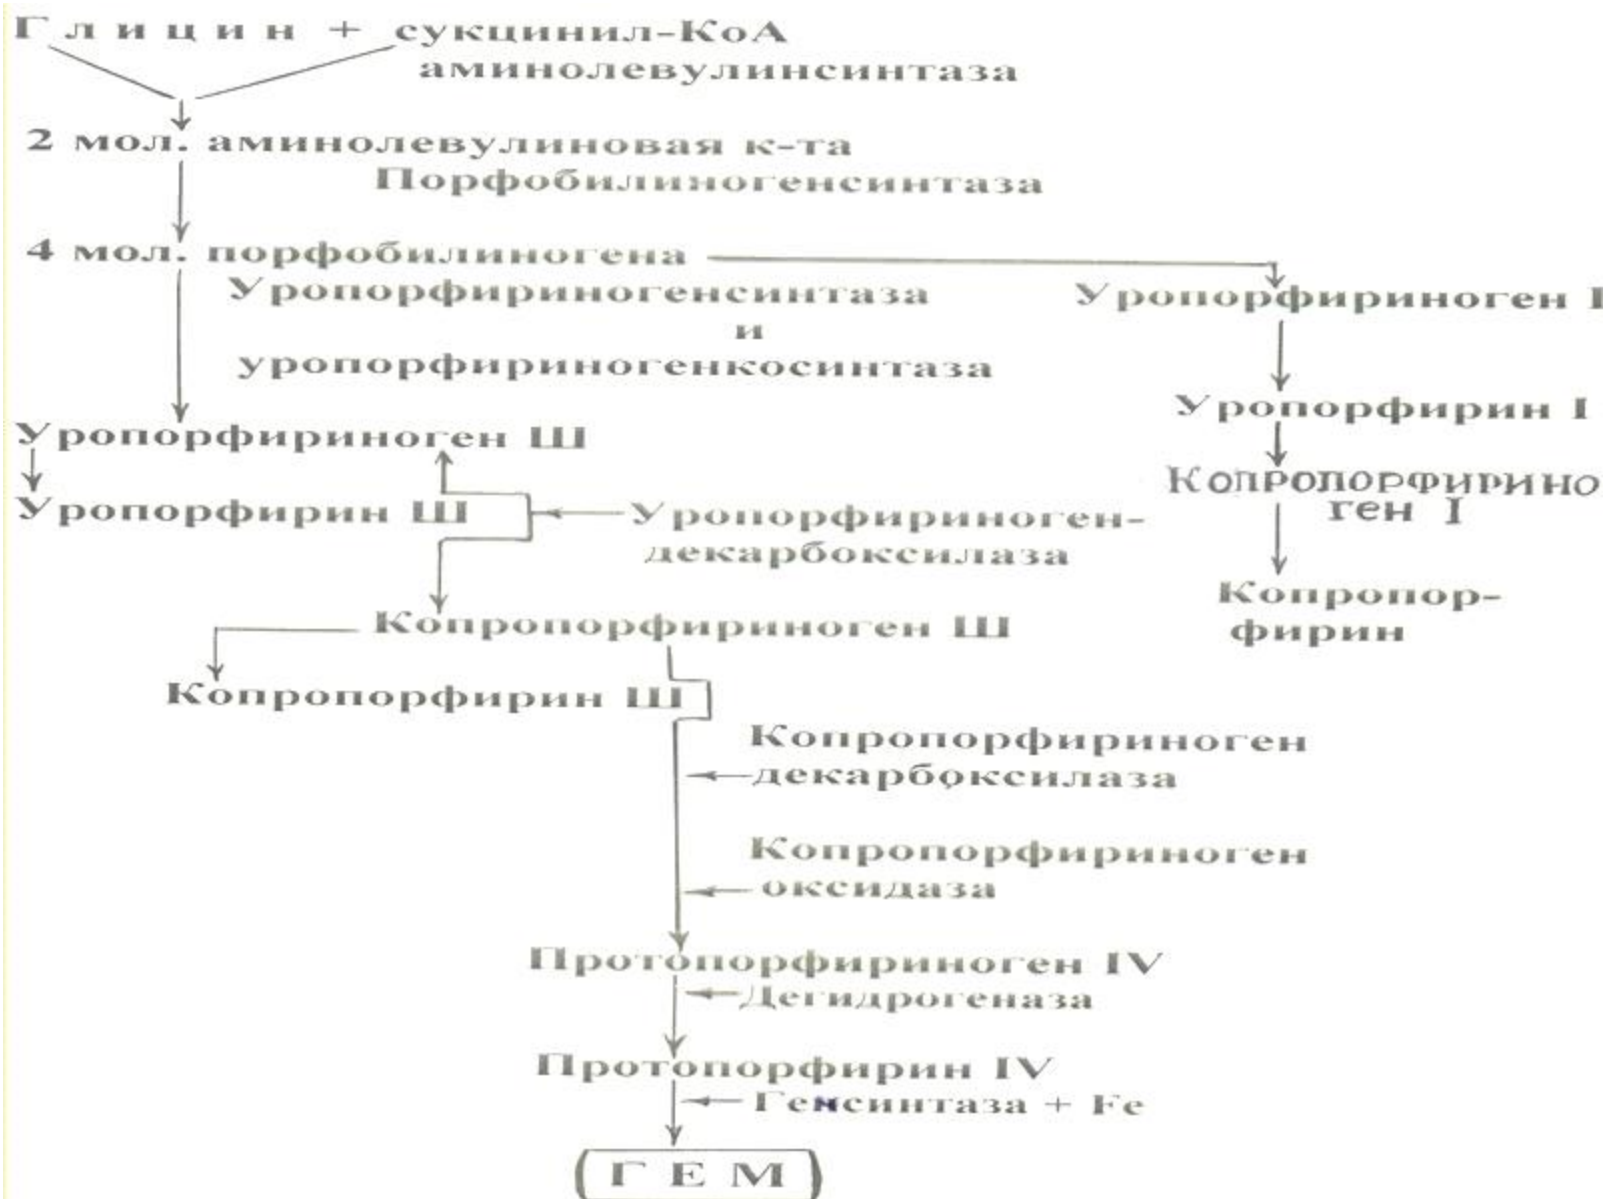 Глицин + сукцинил-КоА
аминолевулинсинтаза
2 мол. аминолевулиновая к-та
Порфобилиногенсинтаза
4 мол. порфобилиногена
Уропорфириногенсинтаза
и
уропорфириногенкосинтаза
Уропорфириноген I
Уропорфирин I
Копропорфирино
ген I
Копропор-
фирин
Уропорфириноген Ш
Уропорфирин Ш
Уропорфириноген-
декарбоксилаза
Копропорфириноген Ш
Копропорфирин Ш
Копропорфириноген
декарбоксилаза
Копропорфириноген
оксидаза
Протопорфириноген IV
Дегидрогеназа
Протопорфирин IV
Гемсинтаза + Fe
(ГЕМ)